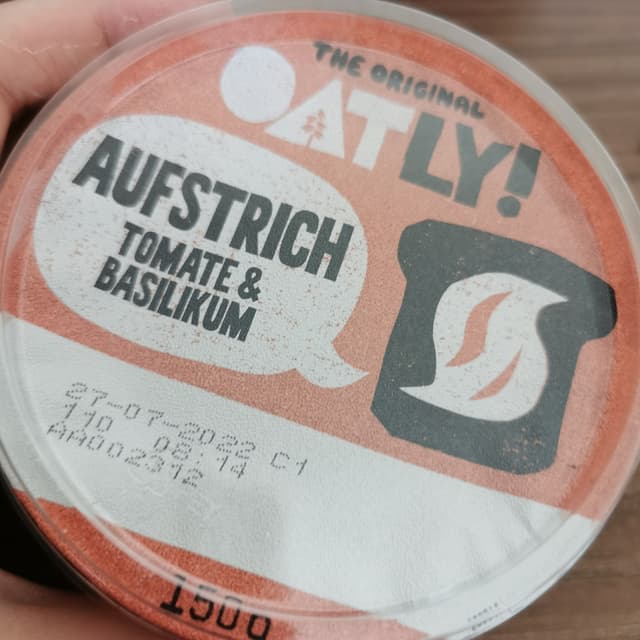 THE ORIGINAL
OATLY!
AUFSTRICH
TOMATE &
BASILIKUM
27-07-2022 C1
110 08:14
AA002312
150g